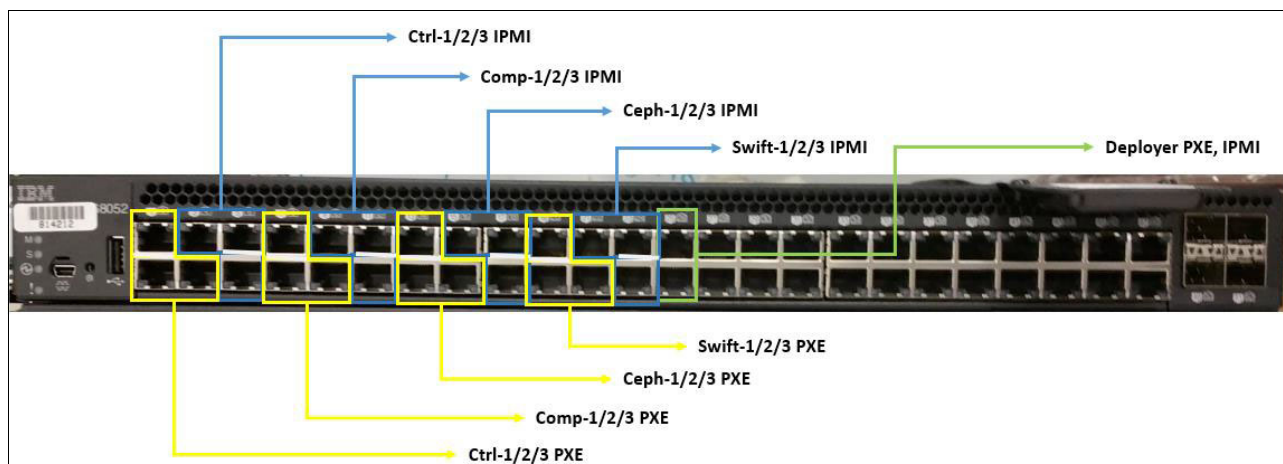 Ctrl-1/2/3 IPMI
Comp-1/2/3 IPMI
Ceph-1/2/3 IPMI
Swift-1/2/3 IPMI
Deployer PXE, IPMI
IBM
G8052
814212
M
S
Swift-1/2/3 PXE
Ceph-1/2/3 PXE
Comp-1/2/3 PXE
Ctrl-1/2/3 PXE